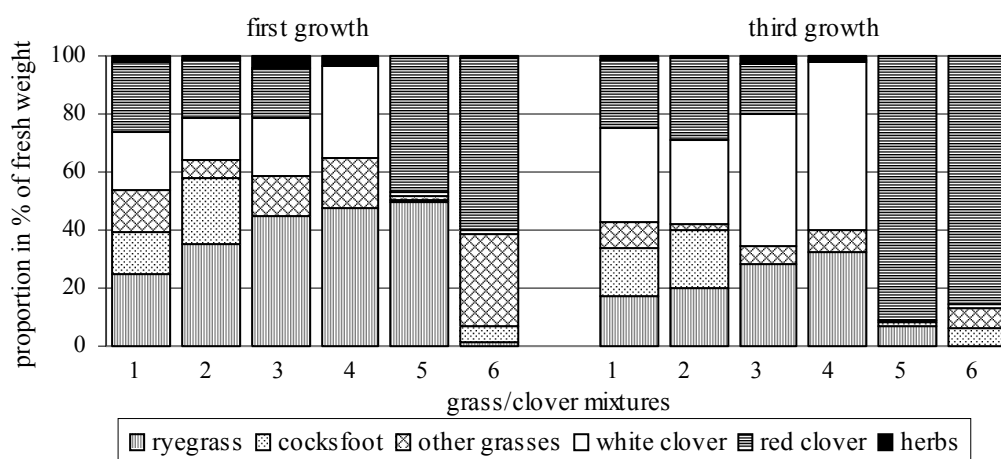 first growth
third growth
proportion in % of fresh weight
100
80
60
40
20
0
1 2 3 4 5 6 1 2 3 4 5 6
grass/clover mixtures
ryegrass cocksfoot other grasses white clover red clover herbs